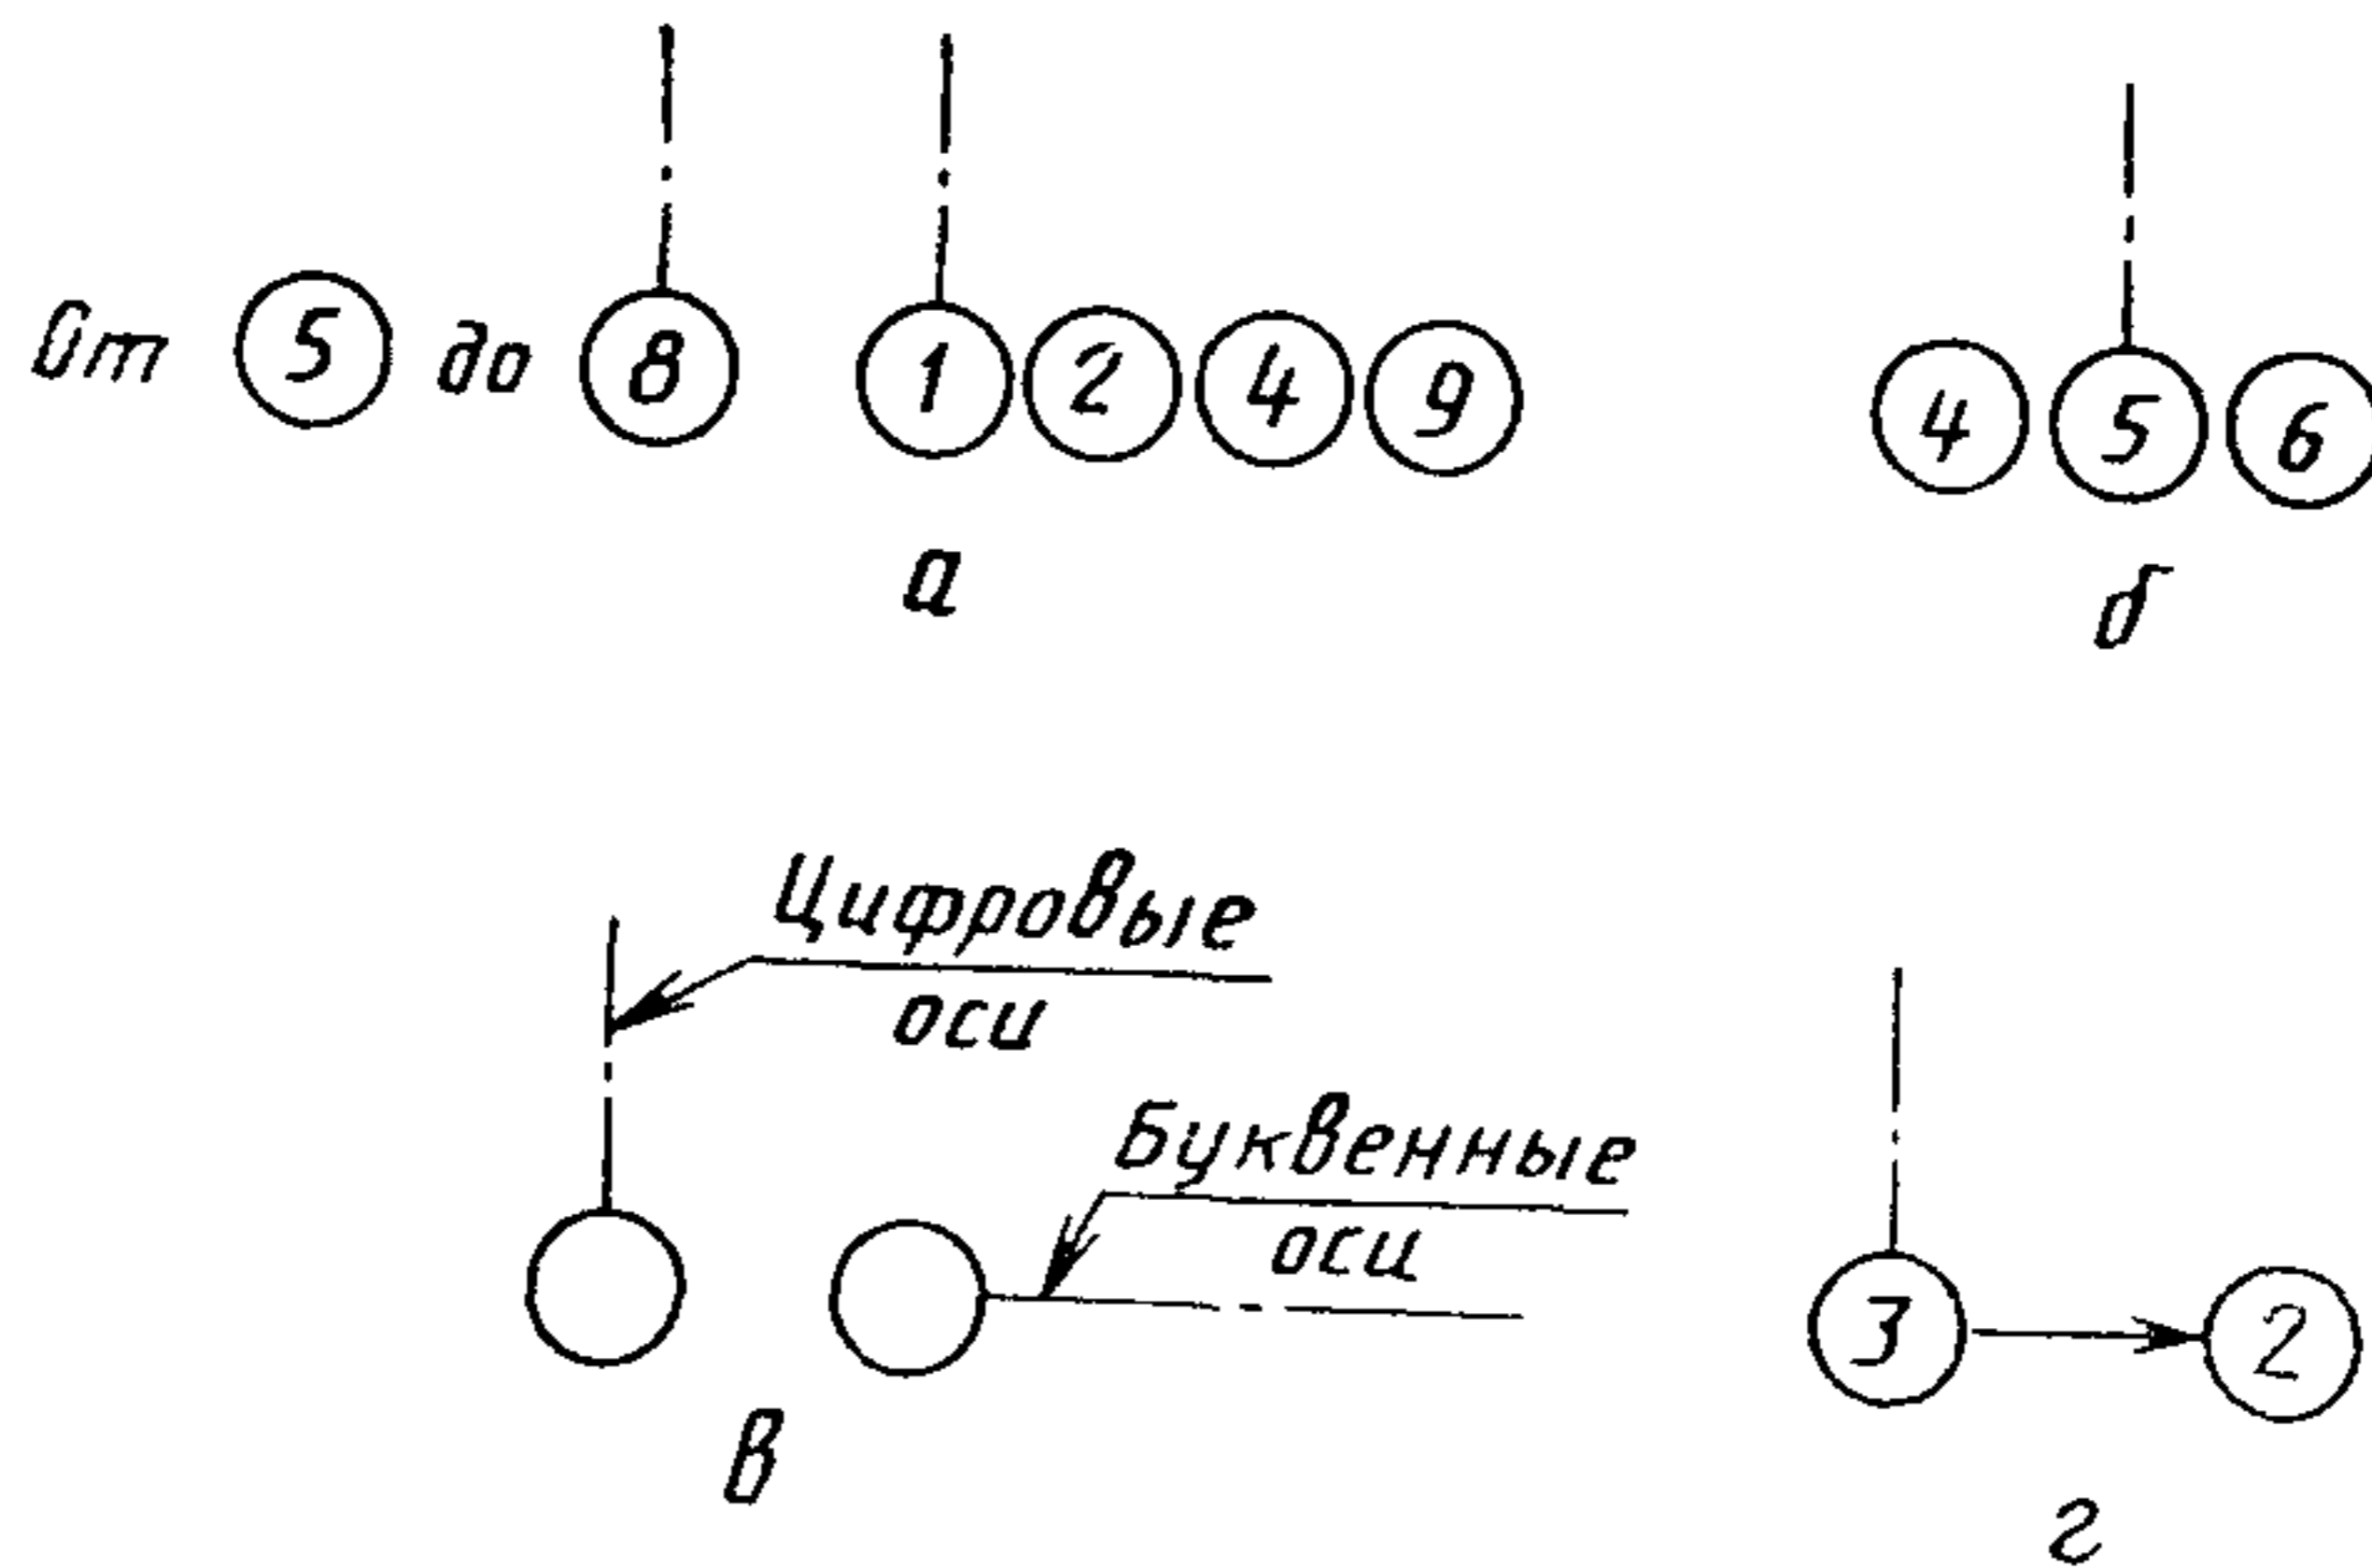 От 5 до 8 1 2 4 9
4 5 6
а
б
Цифровые
оси
Буквенные
оси
3 2
в
г